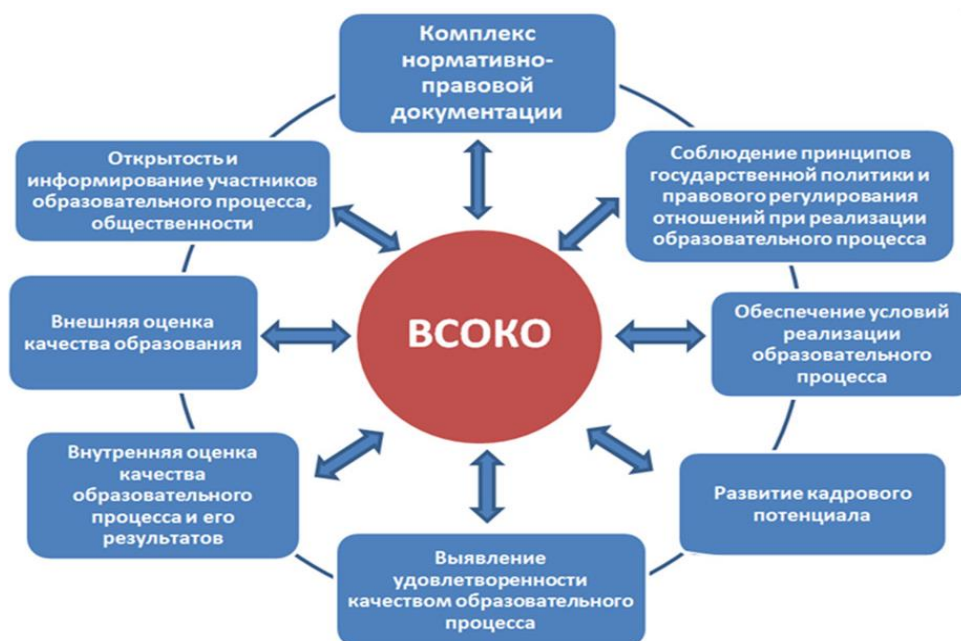 Комплекс
нормативно-
правовой
документации
Открытость и
информирование участников
образовательного процесса,
общественности
Соблюдение принципов
государственной политики и
правового регулирования
отношений при реализации
образовательного процесса
Внешняя оценка
качества образования
ВСОКО
Обеспечение условий
реализации
образовательного
процесса
Внутренняя оценка
качества
образовательного
процесса и его
результатов
Развитие кадрового
потенциала
Выявление
удовлетворенности
качеством образовательного
процесса